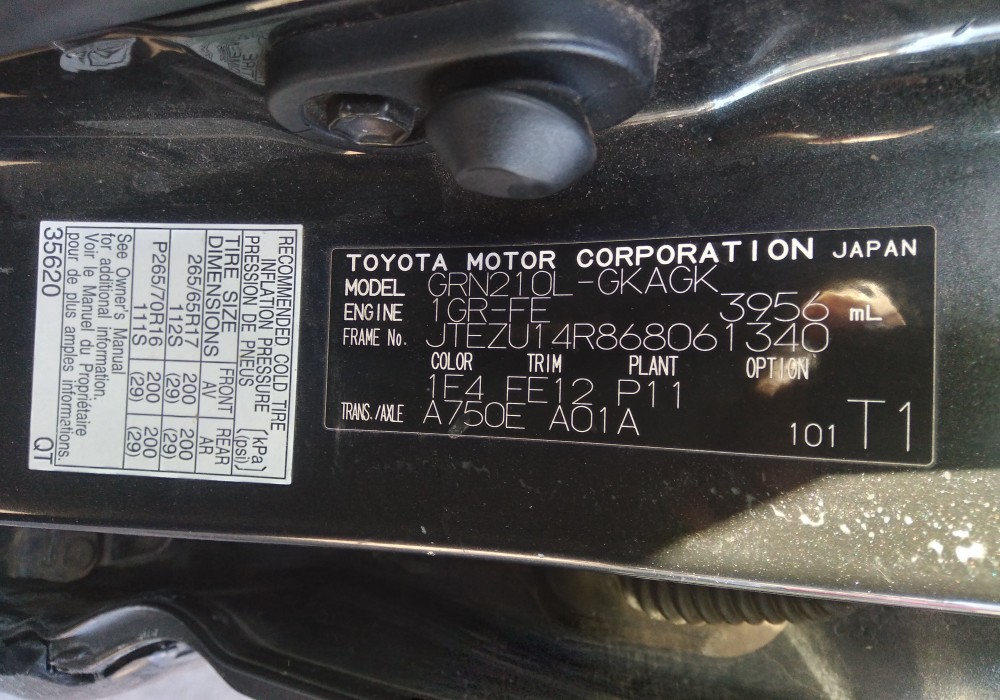 TOYOTA MOTOR CORPORATION JAPAN
MODEL GRN210L-GKAGK
ENGINE 1GR-FE 3956 mL
FRAME No. JTEZU14R868061340
COLOR TRIM PLANT OPTION
1E4 FE12 P11
TRANS./AXLE A750E A01A
101 T1
RECOMMENDED COLD TIRE
INFLATION PRESSURE (kPa
PRESSION DE PNEUS (psi)
TIRE SIZE FRONT REAR
DIMENSIONS AV AR
265/65R17 200 200
112S (29) (29)
P265/70R16 200 200
111S (29) (29)
See Owner's Manual
for additional information.
Voir le Manuel du Propriétaire
pour de plus amples informations.
35620 QT